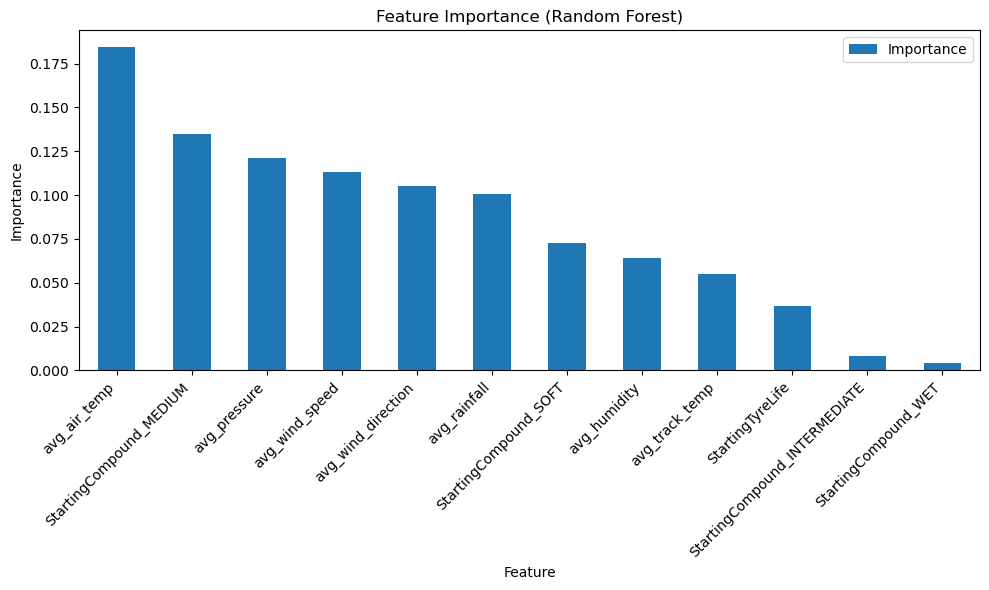 Feature Importance (Random Forest)
Importance
Importance
0.175
0.150
0.125
0.100
0.075
0.050
0.025
0.000
avg_air_temp
StartingCompound_MEDIUM
avg_pressure
avg_wind_speed
avg_wind_direction
avg_rainfall
StartingCompound_SOFT
avg_humidity
avg_track_temp
StartingTyreLife
StartingCompound_INTERMEDIATE
StartingCompound_WET
Feature